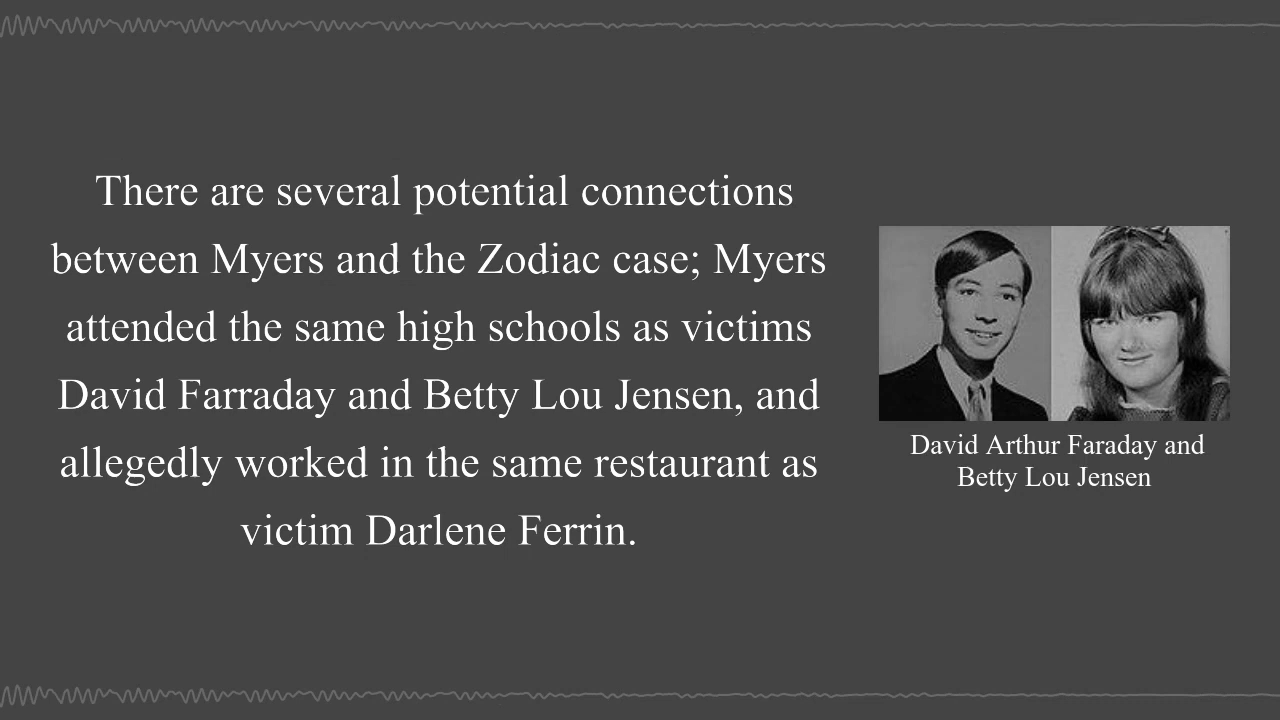 There are several potential connections
between Myers and the Zodiac case; Myers
attended the same high schools as victims
David Farraday and Betty Lou Jensen, and
allegedly worked in the same restaurant as
victim Darlene Ferrin.
David Arthur Faraday and
Betty Lou Jensen